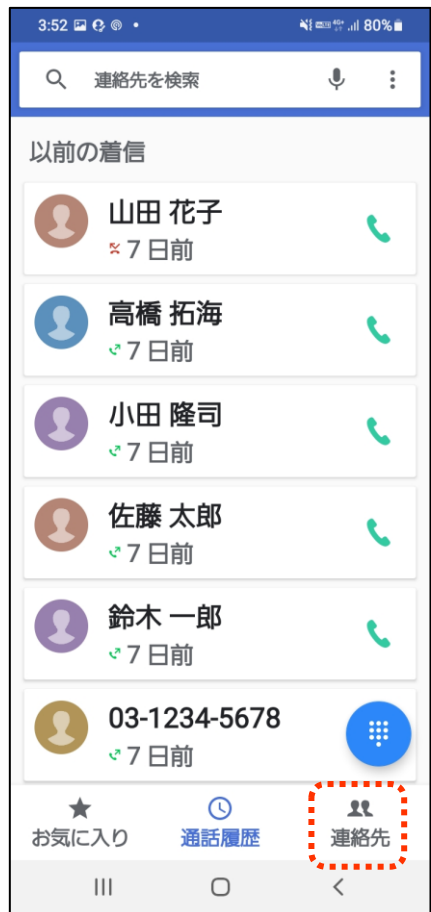 3:52 80%
連絡先を検索
以前の着信
山田 花子
7 日前
高橋 拓海
7 日前
小田 隆司
7 日前
佐藤 太郎
7 日前
鈴木 一郎
7 日前
03-1234-5678
7 日前
お気に入り 通話履歴 連絡先